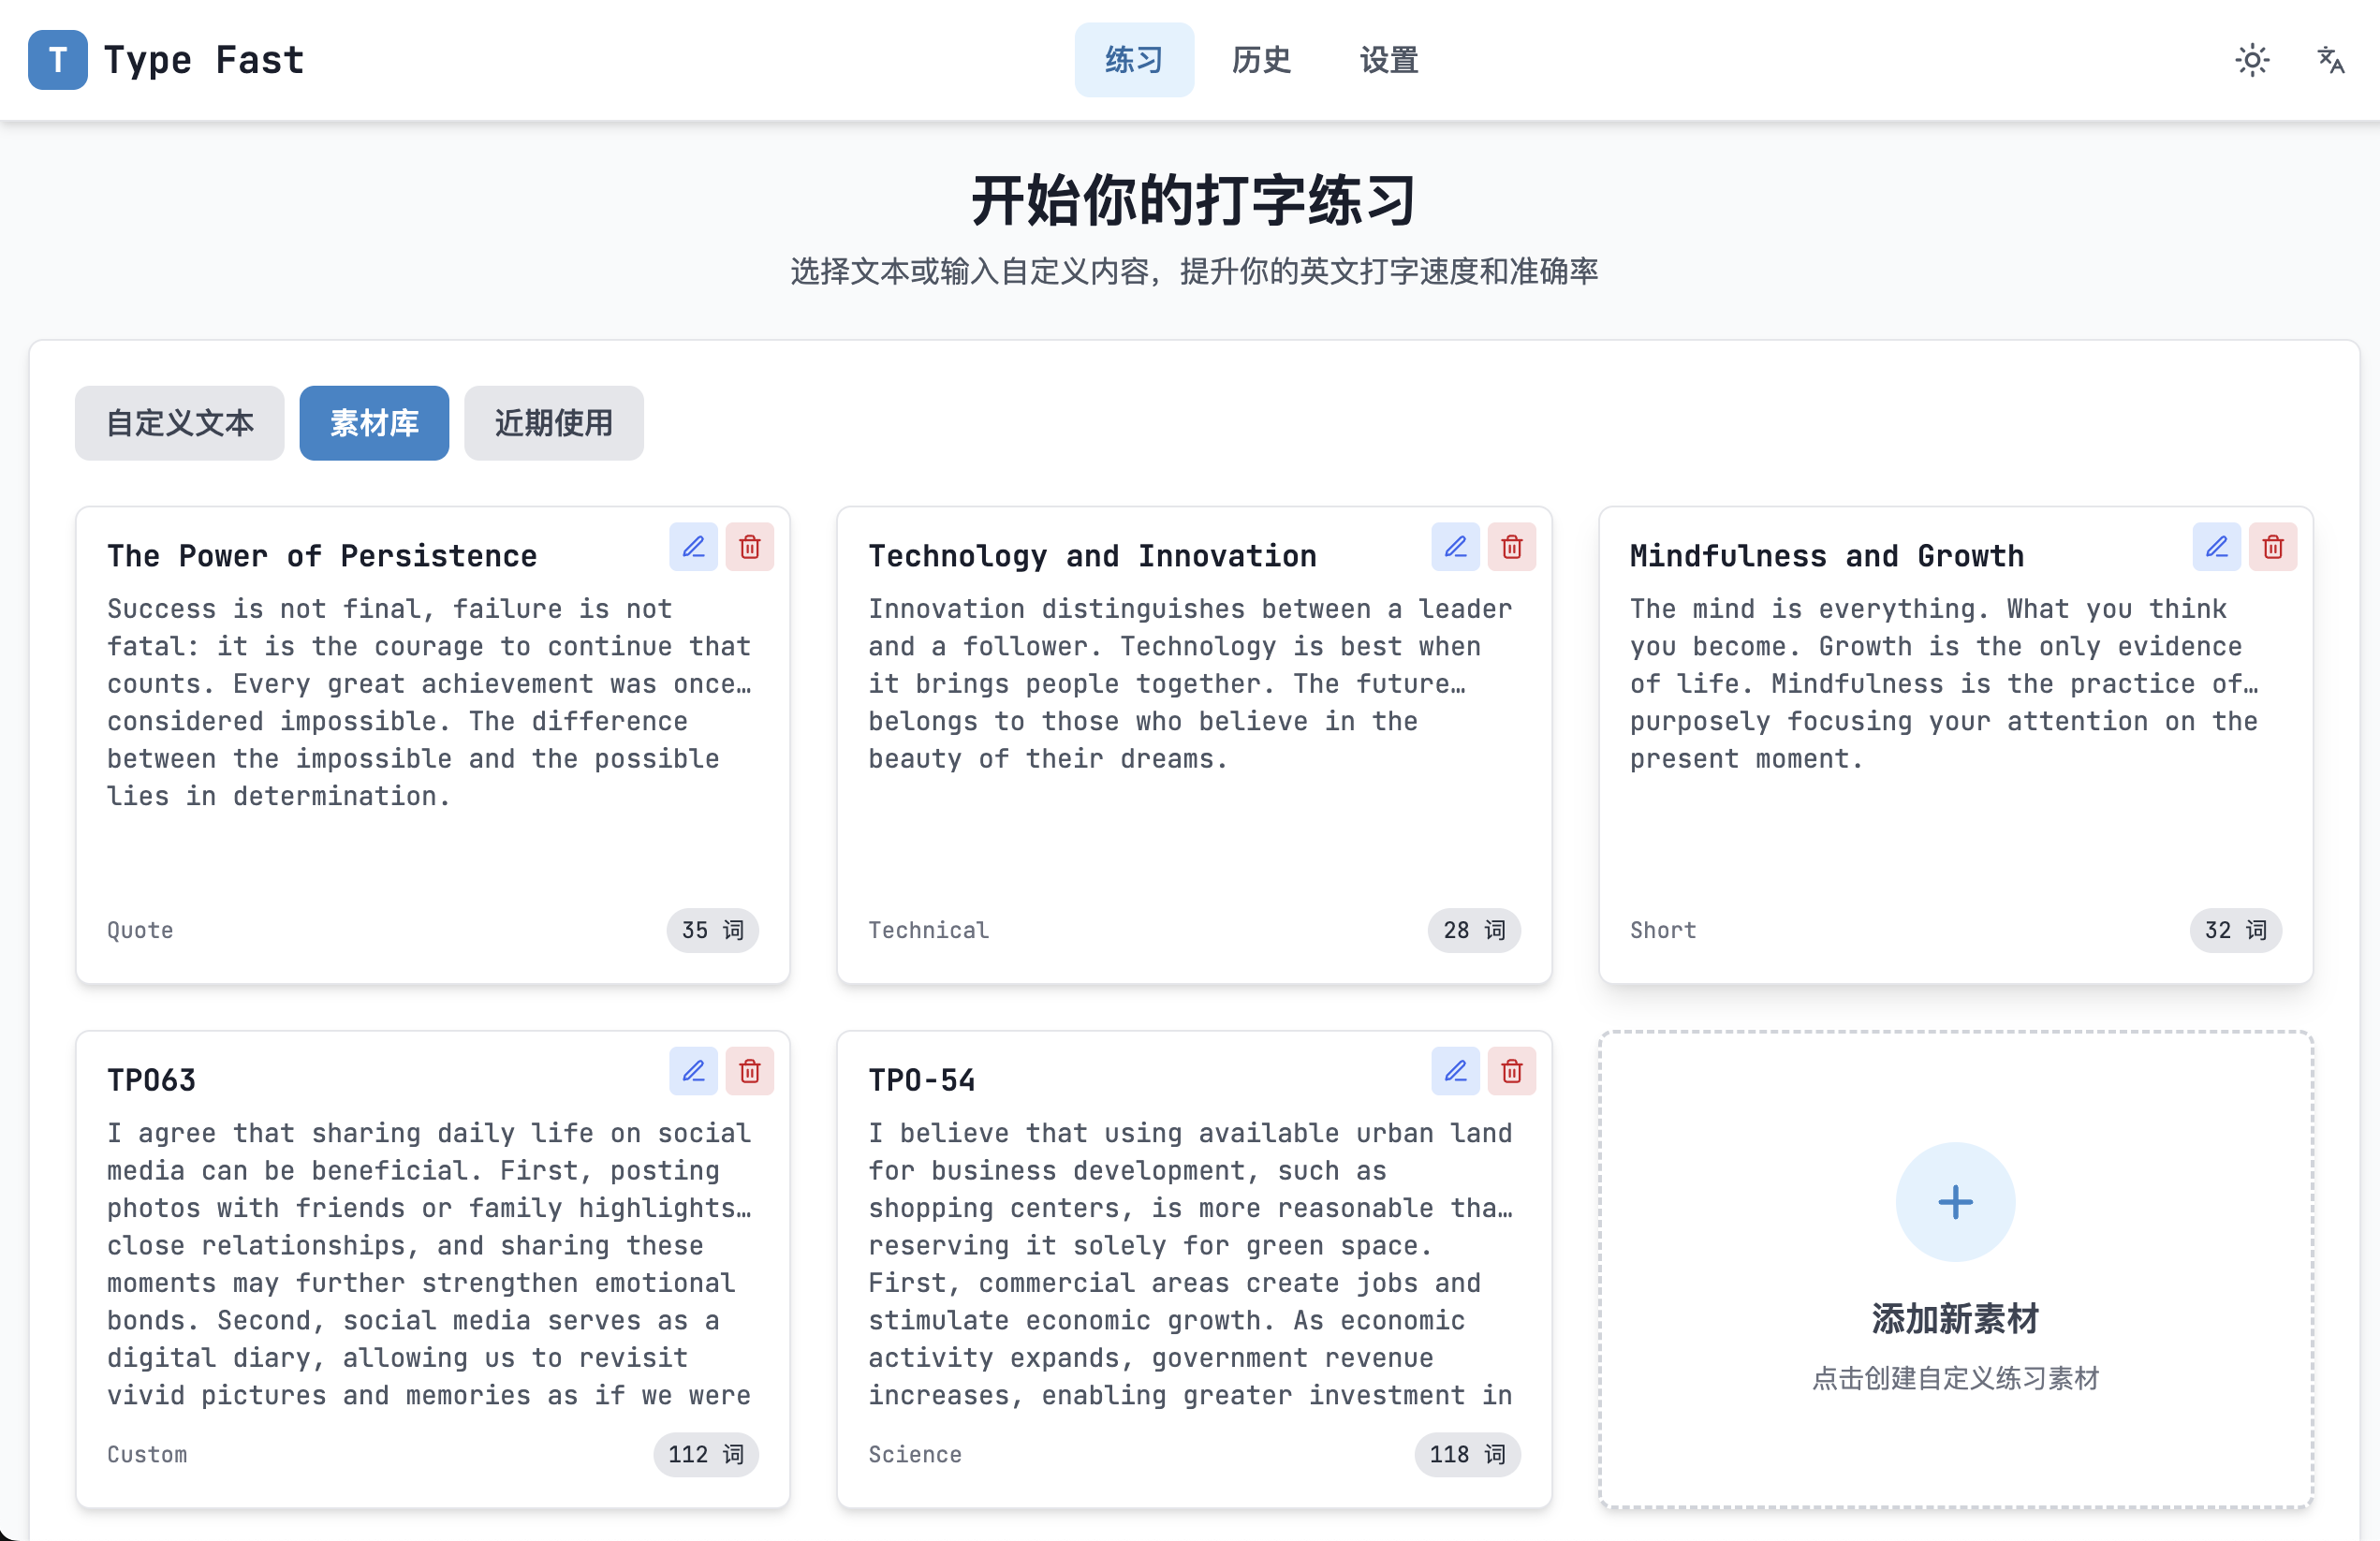 T Type Fast
练习 历史 设置
开始你的打字练习
选择文本或输入自定义内容，提升你的英文打字速度和准确率
自定义文本 素材库 近期使用
The Power of Persistence
Success is not final, failure is not
fatal: it is the courage to continue that
counts. Every great achievement was once…
considered impossible. The difference
between the impossible and the possible
lies in determination.
Quote
35 词
Technology and Innovation
Innovation distinguishes between a leader
and a follower. Technology is best when
it brings people together. The future…
belongs to those who believe in the
beauty of their dreams.
Technical
28 词
Mindfulness and Growth
The mind is everything. What you think
you become. Growth is the only evidence
of life. Mindfulness is the practice of…
purposely focusing your attention on the
present moment.
Short
32 词
TPO63
I agree that sharing daily life on social
media can be beneficial. First, posting
photos with friends or family highlights…
close relationships, and sharing these
moments may further strengthen emotional
bonds. Second, social media serves as a
digital diary, allowing us to revisit
vivid pictures and memories as if we were
Custom
112 词
TPO-54
I believe that using available urban land
for business development, such as
shopping centers, is more reasonable tha…
reserving it solely for green space.
First, commercial areas create jobs and
stimulate economic growth. As economic
activity expands, government revenue
increases, enabling greater investment in
Science
118 词
添加新素材
点击创建自定义练习素材